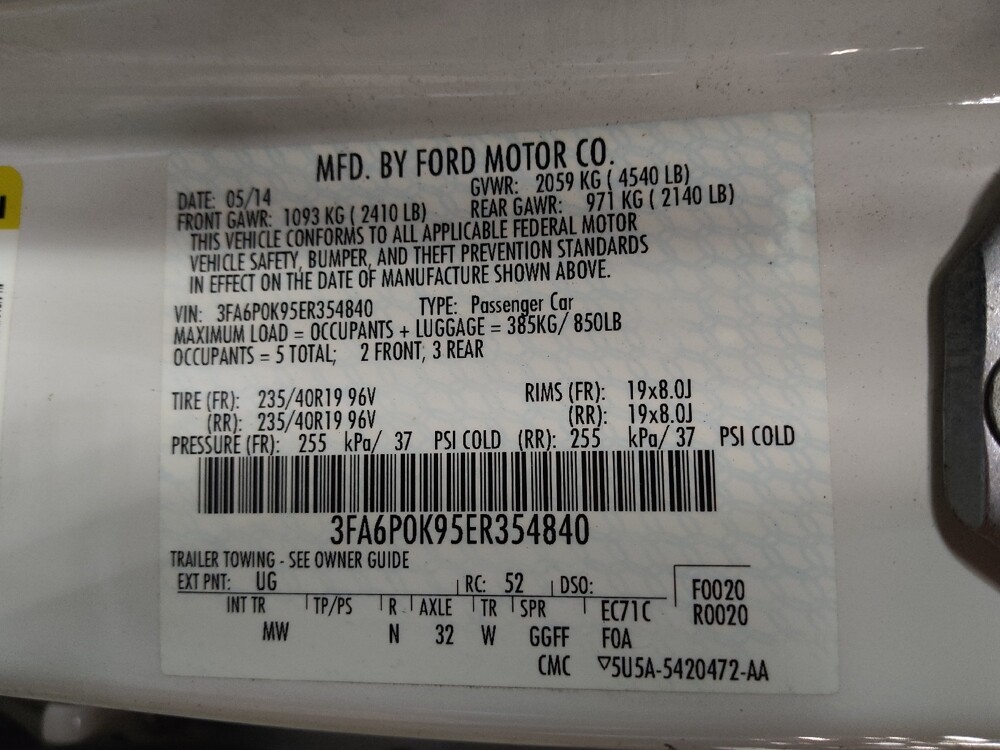 MFD. BY FORD MOTOR CO.
DATE: 05/14 GVWR: 2059 KG ( 4540 LB)
FRONT GAWR: 1093 KG ( 2410 LB) REAR GAWR: 971 KG ( 2140 LB)
THIS VEHICLE CONFORMS TO ALL APPLICABLE FEDERAL MOTOR
VEHICLE SAFETY, BUMPER, AND THEFT PREVENTION STANDARDS
IN EFFECT ON THE DATE OF MANUFACTURE SHOWN ABOVE.
VIN: 3FA6P0K95ER354840 TYPE: Passenger Car
MAXIMUM LOAD = OCCUPANTS + LUGGAGE = 385KG/ 850LB
OCCUPANTS = 5 TOTAL; 2 FRONT, 3 REAR
TIRE (FR): 235/40R19 96V RIMS (FR): 19x8.0J
(RR): 235/40R19 96V (RR): 19x8.0J
PRESSURE (FR): 255 kPa/ 37 PSI COLD (RR): 255 kPa/ 37 PSI COLD
3FA6P0K95ER354840
TRAILER TOWING - SEE OWNER GUIDE
EXT PNT: UG RC: 52 DSO: F0020
INT TR TP/PS R AXLE TR SPR EC71C R0020
MW N 32 W GGFF F0A
CMC ▽5U5A-5420472-AA